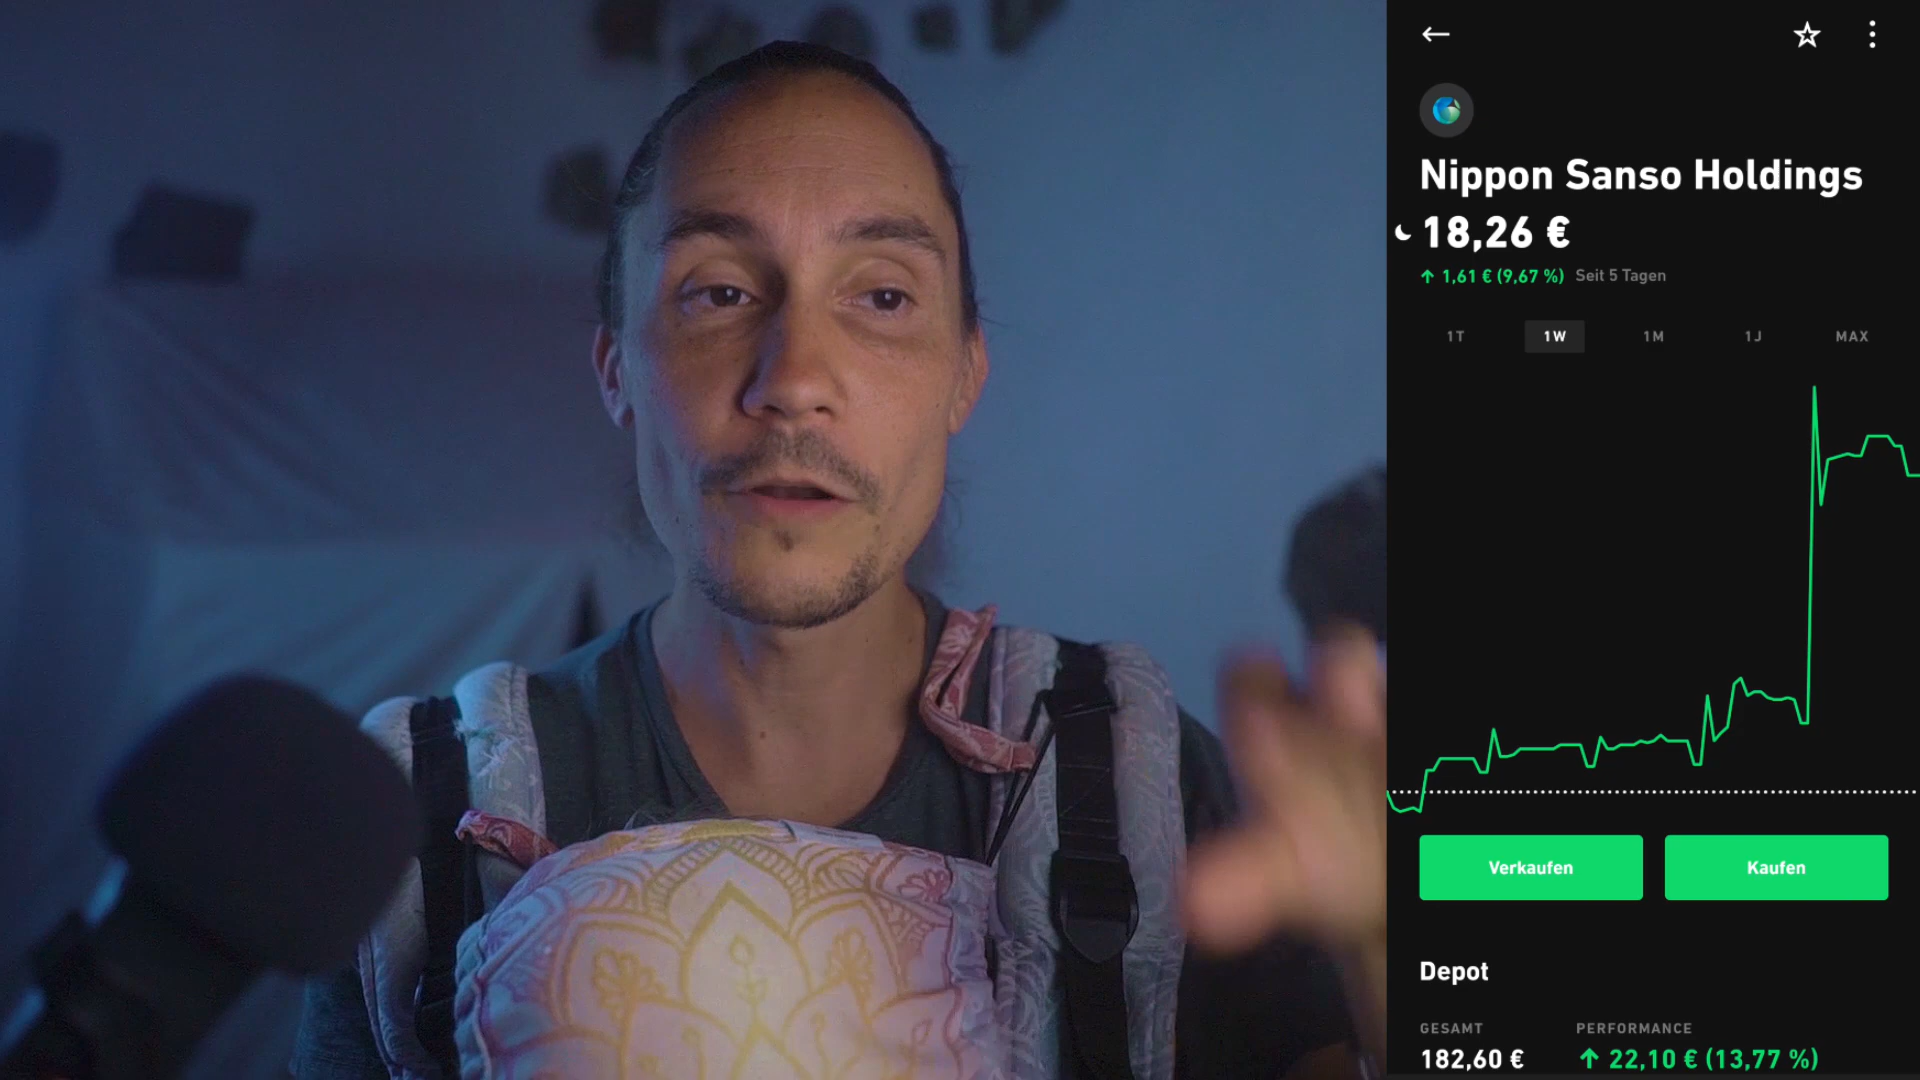 Nippon Sanso Holdings
18,26 €
↑ 1,61 € (9,67 %) Seit 5 Tagen
1T 1W 1M 1J MAX
Verkaufen Kaufen
Depot
GESAMT PERFORMANCE
182,60 € ↑ 22,10 € (13,77 %)